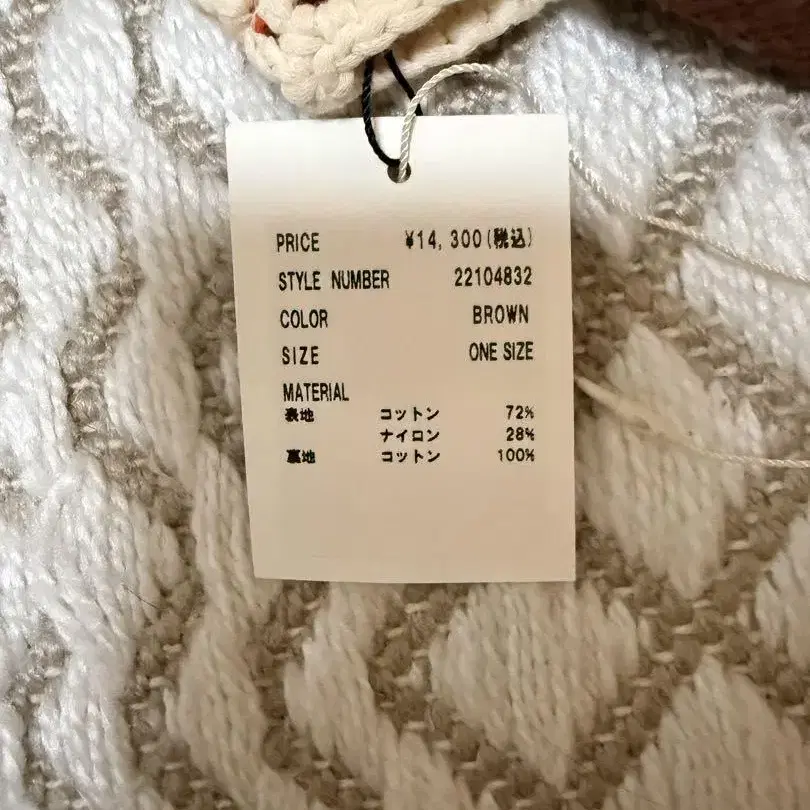 PRICE ¥14,300(税込)
STYLE NUMBER 22104832
COLOR BROWN
SIZE ONE SIZE
MATERIAL
表地 コットン 72%
ナイロン 28%
裏地 コットン 100%